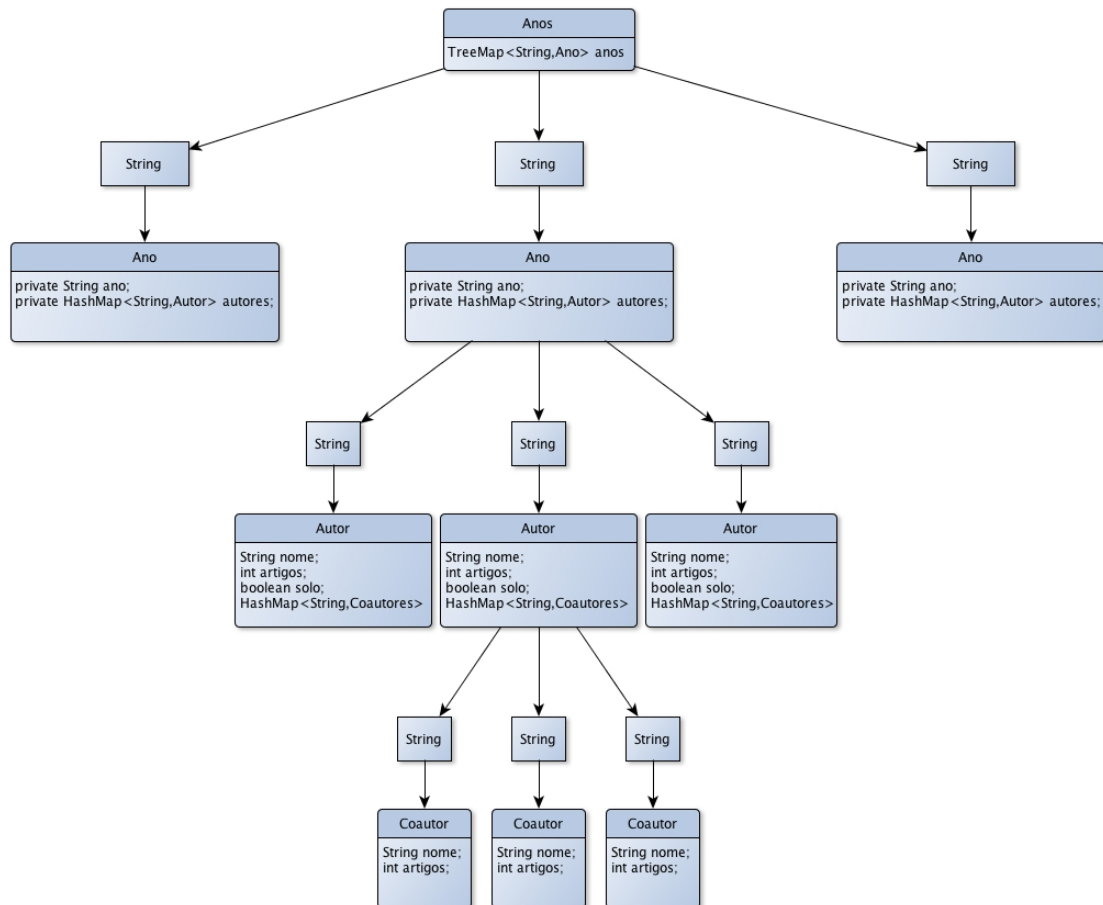 Anos
TreeMap<String,Ano> anos
String
String
String
Ano
private String ano;
private HashMap<String,Autor> autores;
Ano
private String ano;
private HashMap<String,Autor> autores;
Ano
private String ano;
private HashMap<String,Autor> autores;
String
String
String
Autor
String nome;
int artigos;
boolean solo;
HashMap<String,Coautores>
Autor
String nome;
int artigos;
boolean solo;
HashMap<String,Coautores>
Autor
String nome;
int artigos;
boolean solo;
HashMap<String,Coautores>
String
String
String
Coautor
String nome;
int artigos;
Coautor
String nome;
int artigos;
Coautor
String nome;
int artigos;